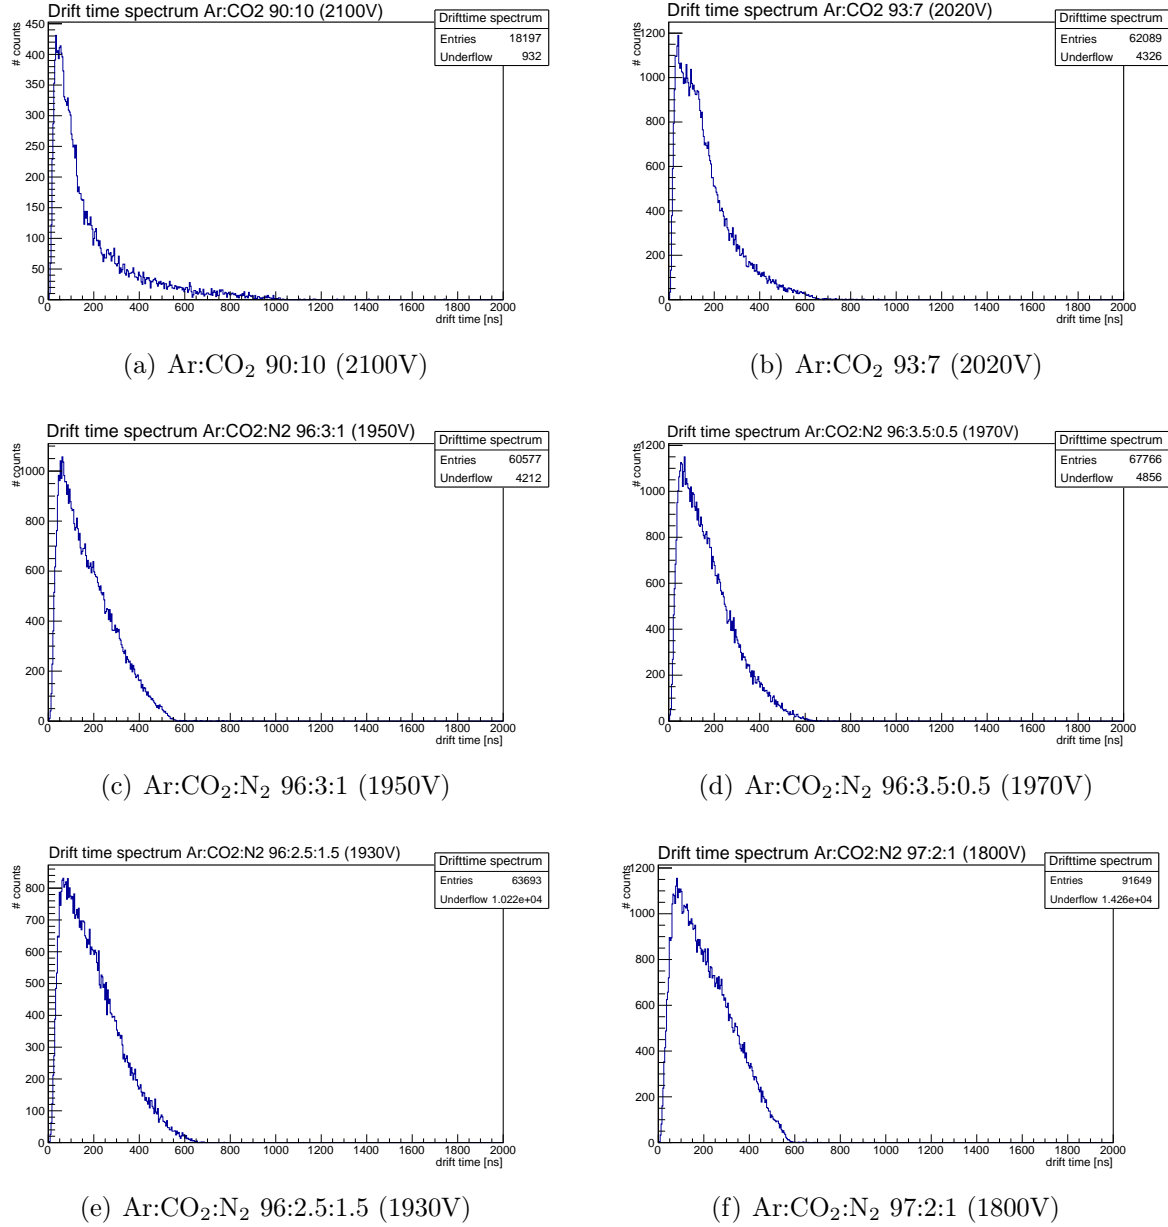 Drift time spectrum Ar:CO2 90:10 (2100V)
Drifttime spectrum
Entries 18197
Underflow 932
# counts
450
400
350
300
250
200
150
100
50
0
0 200 400 600 800 1000 1200 1400 1600 1800 2000
drift time [ns]
(a) Ar:CO₂ 90:10 (2100V)
Drift time spectrum Ar:CO2 93:7 (2020V)
Drifttime spectrum
Entries 62089
Underflow 4326
# counts
1200
1000
800
600
400
200
0
0 200 400 600 800 1000 1200 1400 1600 1800 2000
drift time [ns]
(b) Ar:CO₂ 93:7 (2020V)
Drift time spectrum Ar:CO2:N2 96:3:1 (1950V)
Drifttime spectrum
Entries 60577
Underflow 4212
# counts
1000
800
600
400
200
0
0 200 400 600 800 1000 1200 1400 1600 1800 2000
drift time [ns]
(c) Ar:CO₂:N₂ 96:3:1 (1950V)
Drift time spectrum Ar:CO2:N2 96:3.5:0.5 (1970V)
Drifttime spectrum
Entries 67766
Underflow 4856
# counts
1200
1000
800
600
400
200
0
0 200 400 600 800 1000 1200 1400 1600 1800 2000
drift time [ns]
(d) Ar:CO₂:N₂ 96:3.5:0.5 (1970V)
Drift time spectrum Ar:CO2:N2 96:2.5:1.5 (1930V)
Drifttime spectrum
Entries 63693
Underflow 1.022e+04
# counts
800
700
600
500
400
300
200
100
0
0 200 400 600 800 1000 1200 1400 1600 1800 2000
drift time [ns]
(e) Ar:CO₂:N₂ 96:2.5:1.5 (1930V)
Drift time spectrum Ar:CO2:N2 97:2:1 (1800V)
Drifttime spectrum
Entries 91649
Underflow 1.426e+04
# counts
1200
1000
800
600
400
200
0
0 200 400 600 800 1000 1200 1400 1600 1800 2000
drift time [ns]
(f) Ar:CO₂:N₂ 97:2:1 (1800V)